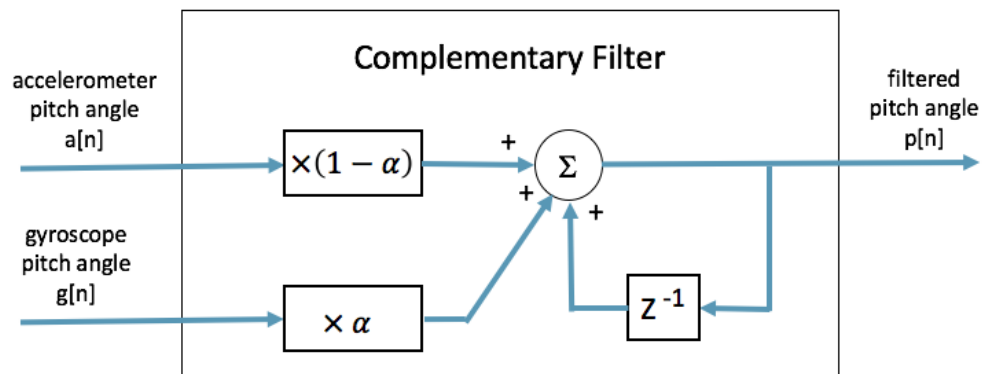 Complementary Filter
accelerometer
pitch angle
a[n]
×(1 − α)
+
Σ
filtered
pitch angle
p[n]
+
+
gyroscope
pitch angle
g[n]
× α
Z⁻¹